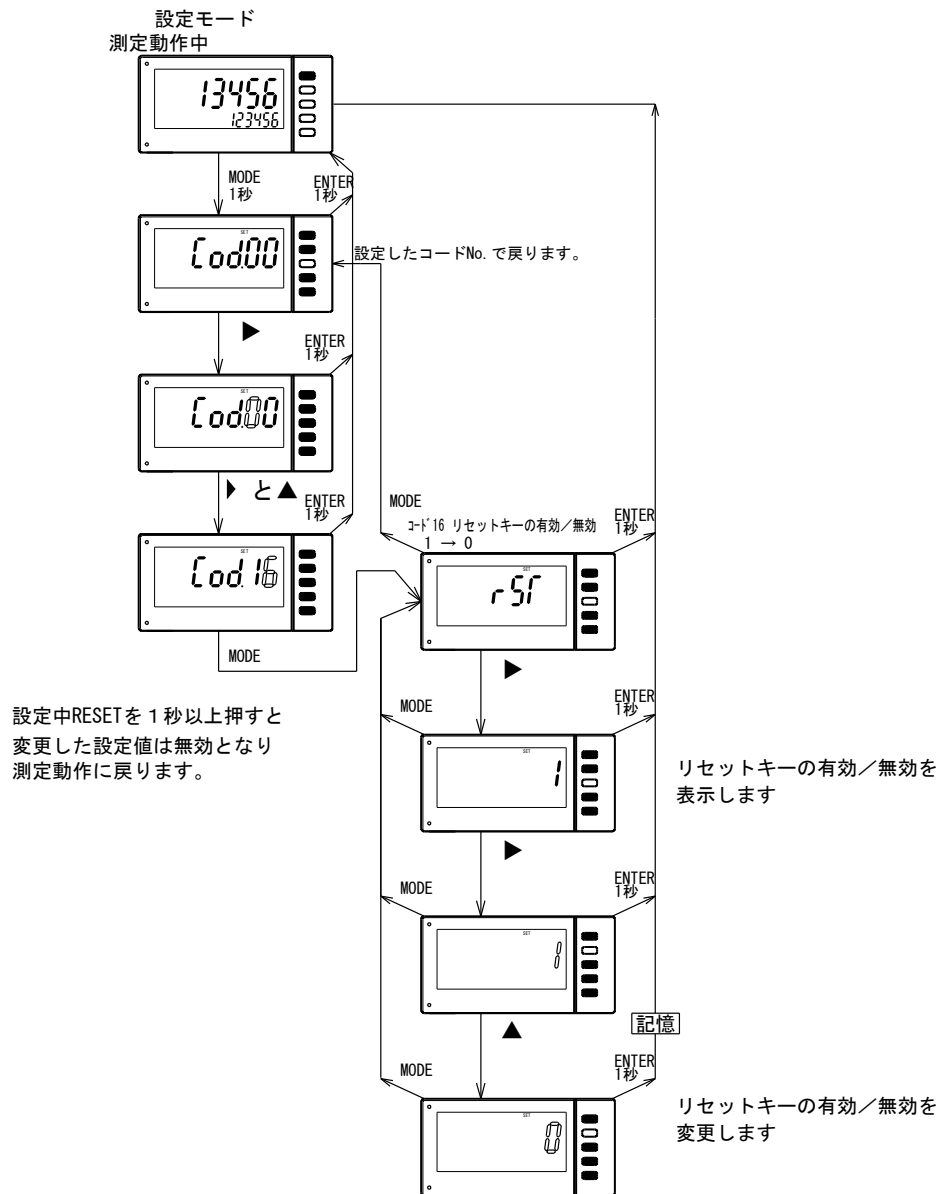 設定モード
測定動作中
13456
123456
MODE
1秒
ENTER
1秒
SET
Cod.00
設定したコードNo.で戻ります。
▶
ENTER
1秒
SET
Cod.00
▶ と▲
ENTER
1秒
MODE
ｺｰﾄﾞ16 リセットキーの有効／無効
1 → 0
ENTER
1秒
SET
Cod.16
SET
rST
MODE
▶
設定中RESETを１秒以上押すと
変更した設定値は無効となり
測定動作に戻ります。
MODE
ENTER
1秒
SET
1
リセットキーの有効／無効を
表示します
▶
MODE
ENTER
1秒
SET
1
▲
記憶
MODE
ENTER
1秒
SET
0
リセットキーの有効／無効を
変更します